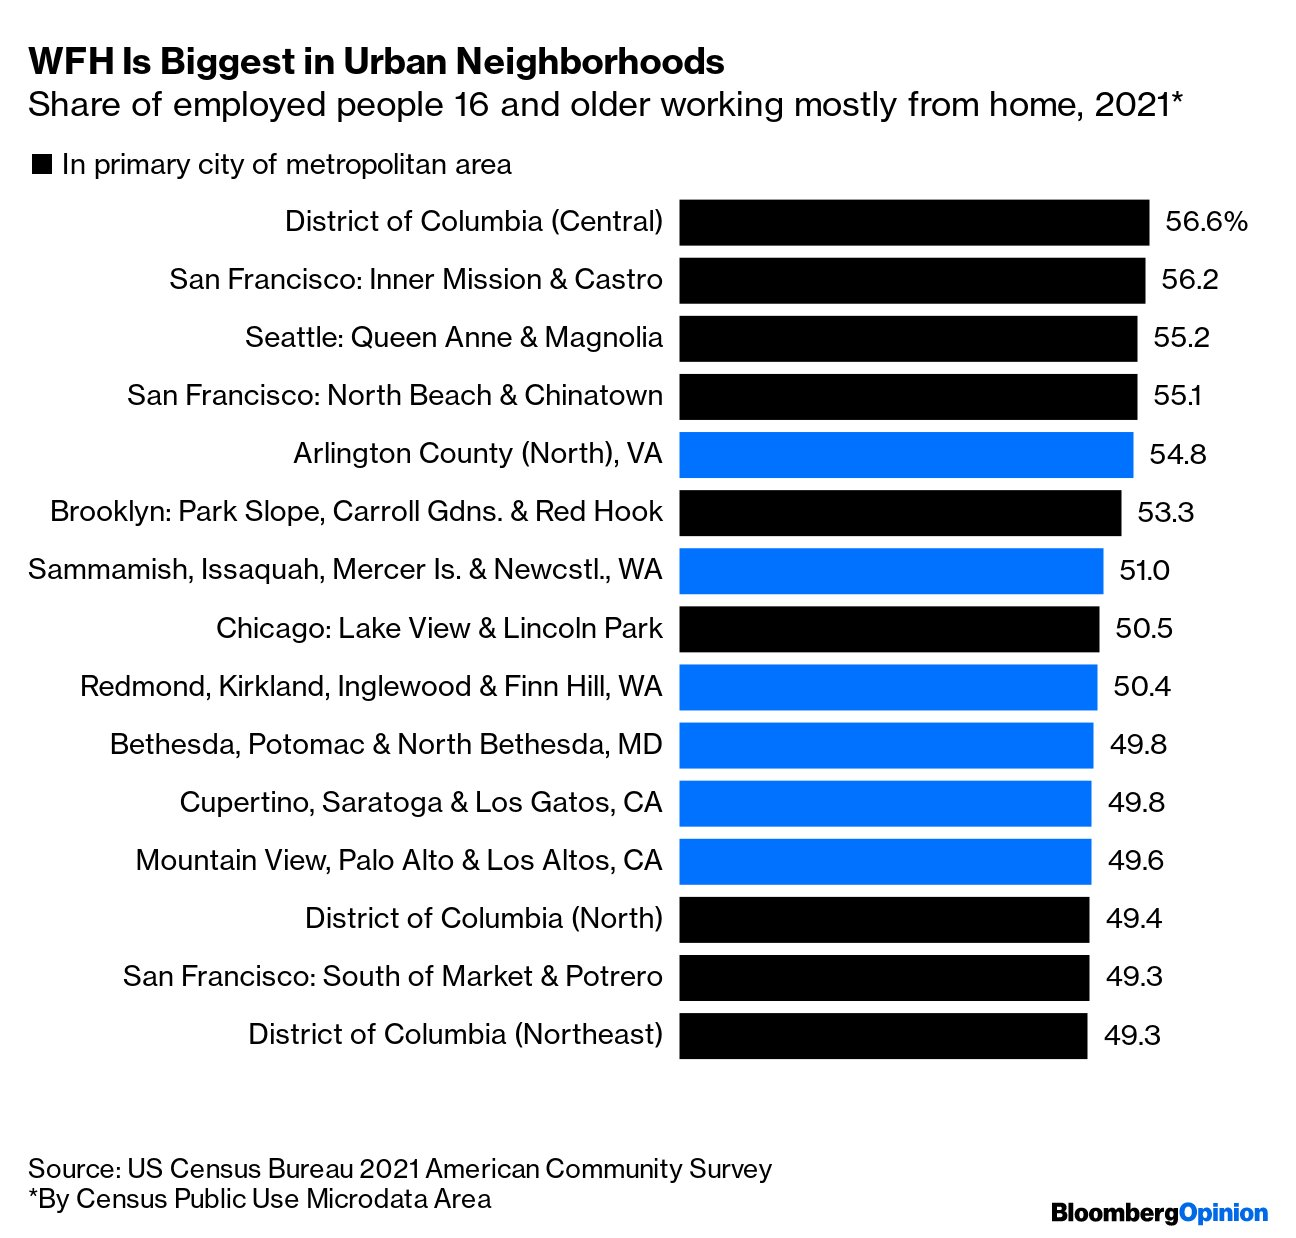 WFH Is Biggest in Urban Neighborhoods
Share of employed people 16 and older working mostly from home, 2021*
In primary city of metropolitan area
District of Columbia (Central) 56.6%
San Francisco: Inner Mission & Castro 56.2
Seattle: Queen Anne & Magnolia 55.2
San Francisco: North Beach & Chinatown 55.1
Arlington County (North), VA 54.8
Brooklyn: Park Slope, Carroll Gdns. & Red Hook 53.3
Sammamish, Issaquah, Mercer Is. & Newcstl., WA 51.0
Chicago: Lake View & Lincoln Park 50.5
Redmond, Kirkland, Inglewood & Finn Hill, WA 50.4
Bethesda, Potomac & North Bethesda, MD 49.8
Cupertino, Saratoga & Los Gatos, CA 49.8
Mountain View, Palo Alto & Los Altos, CA 49.6
District of Columbia (North) 49.4
San Francisco: South of Market & Potrero 49.3
District of Columbia (Northeast) 49.3
Source: US Census Bureau 2021 American Community Survey
*By Census Public Use Microdata Area
BloombergOpinion